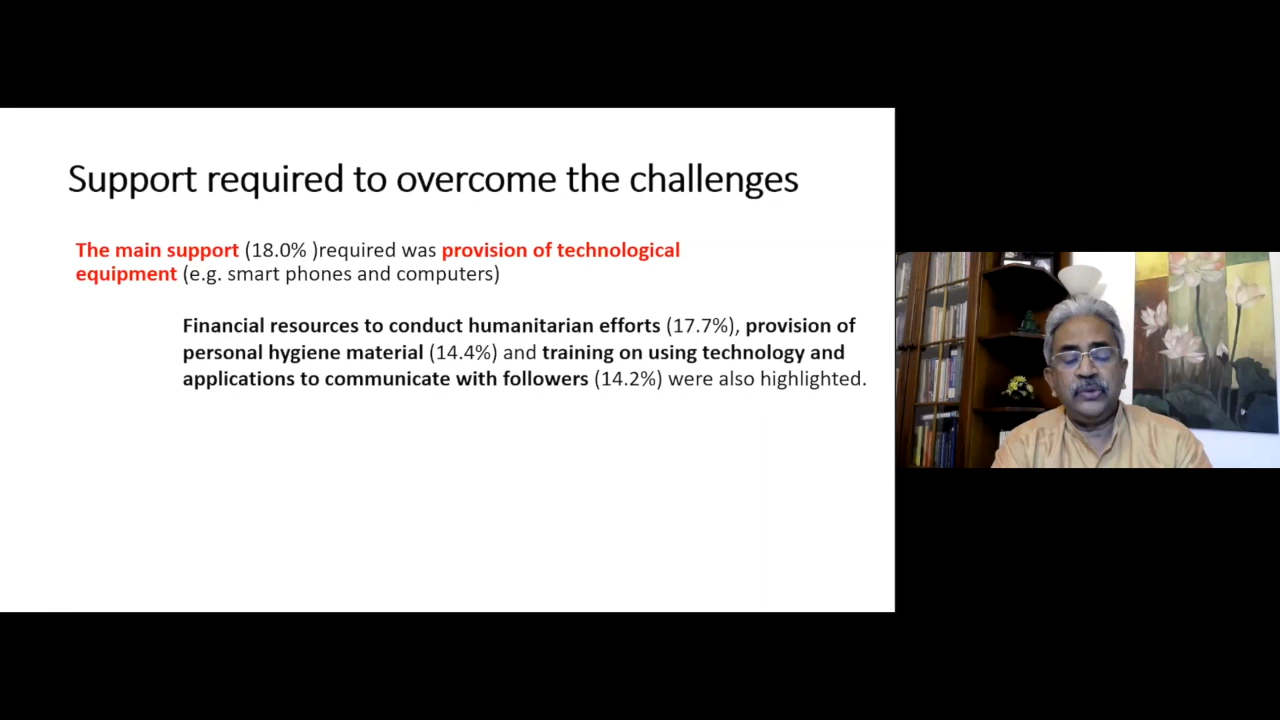 Support required to overcome the challenges
The main support (18.0% )required was provision of technological
equipment (e.g. smart phones and computers)
Financial resources to conduct humanitarian efforts (17.7%), provision of
personal hygiene material (14.4%) and training on using technology and
applications to communicate with followers (14.2%) were also highlighted.